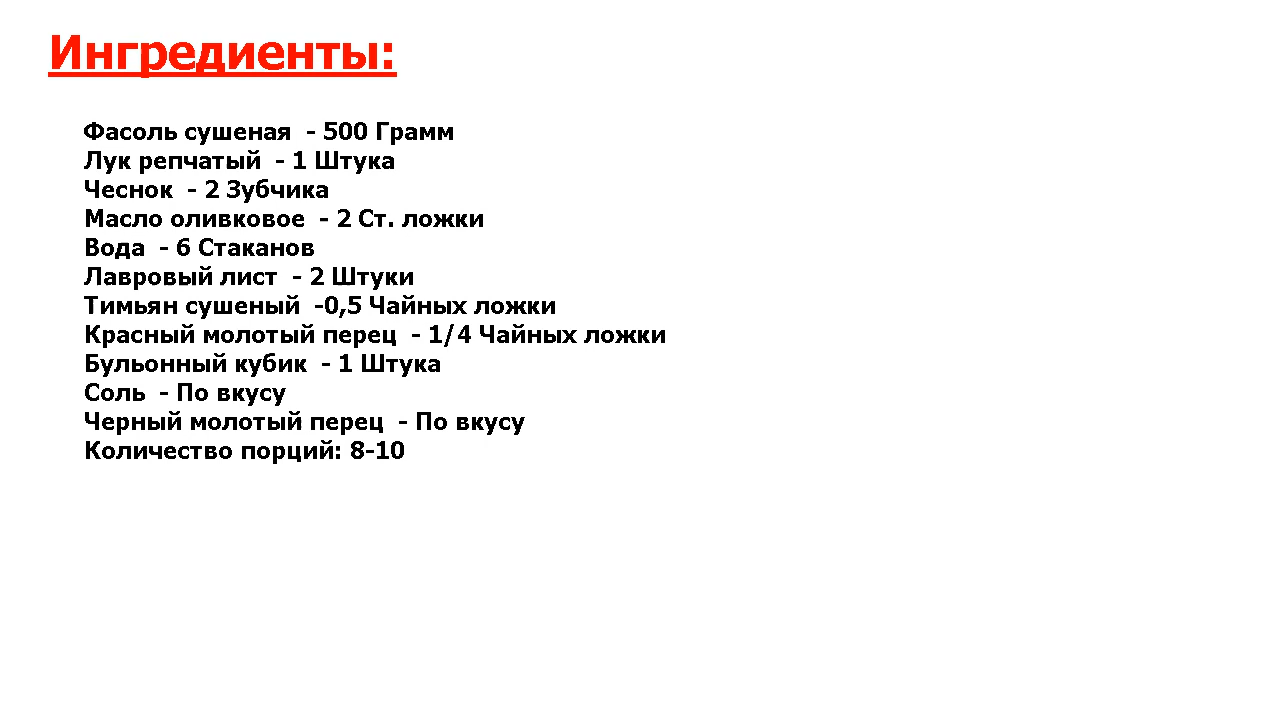 Ингредиенты:
Фасоль сушеная  - 500 Грамм
Лук репчатый  - 1 Штука
Чеснок  - 2 Зубчика
Масло оливковое  - 2 Ст. ложки
Вода  - 6 Стаканов
Лавровый лист  - 2 Штуки
Тимьян сушеный  -0,5 Чайных ложки
Красный молотый перец  - 1/4 Чайных ложки
Бульонный кубик  - 1 Штука
Соль  - По вкусу
Черный молотый перец  - По вкусу
Количество порций: 8-10